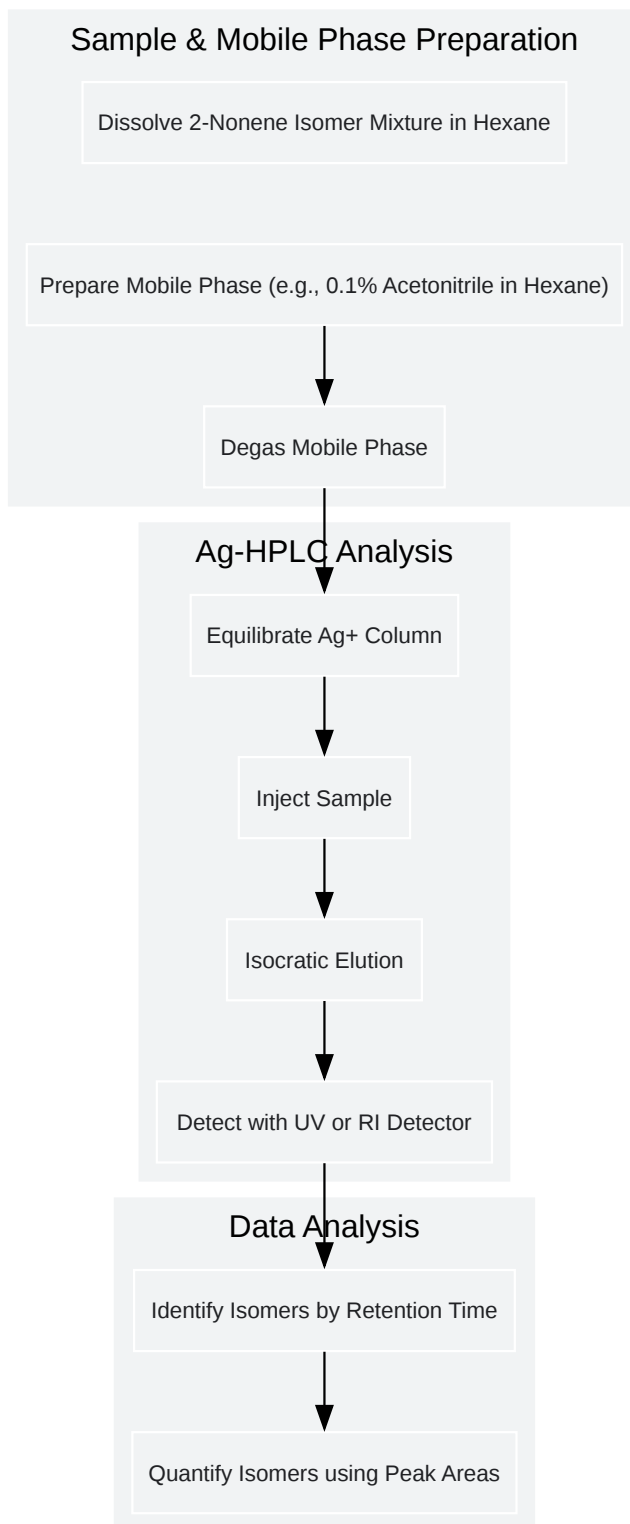 Sample & Mobile Phase Preparation
Dissolve 2-Nonene Isomer Mixture in Hexane
Prepare Mobile Phase (e.g., 0.1% Acetonitrile in Hexane)
Degas Mobile Phase
Ag-HPLC Analysis
Equilibrate Ag+ Column
Inject Sample
Isocratic Elution
Detect with UV or RI Detector
Data Analysis
Identify Isomers by Retention Time
Quantify Isomers using Peak Areas